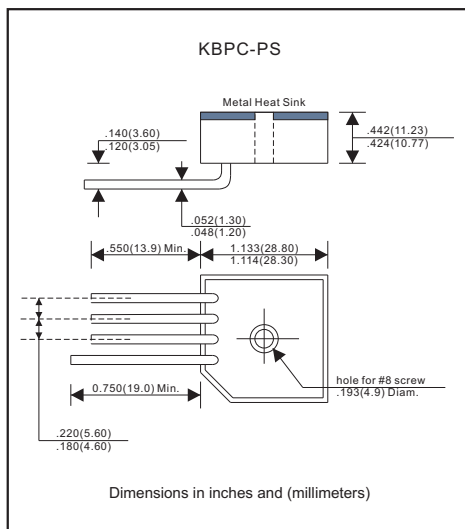 KBPC-PS
Metal Heat Sink
.140(3.60)
.120(3.05)
.442(11.23)
.424(10.77)
.052(1.30)
.048(1.20)
.550(13.9) Min.
1.133(28.80)
1.114(28.30)
hole for #8 screw
.193(4.9) Diam.
0.750(19.0) Min.
.220(5.60)
.180(4.60)
Dimensions in inches and (millimeters)